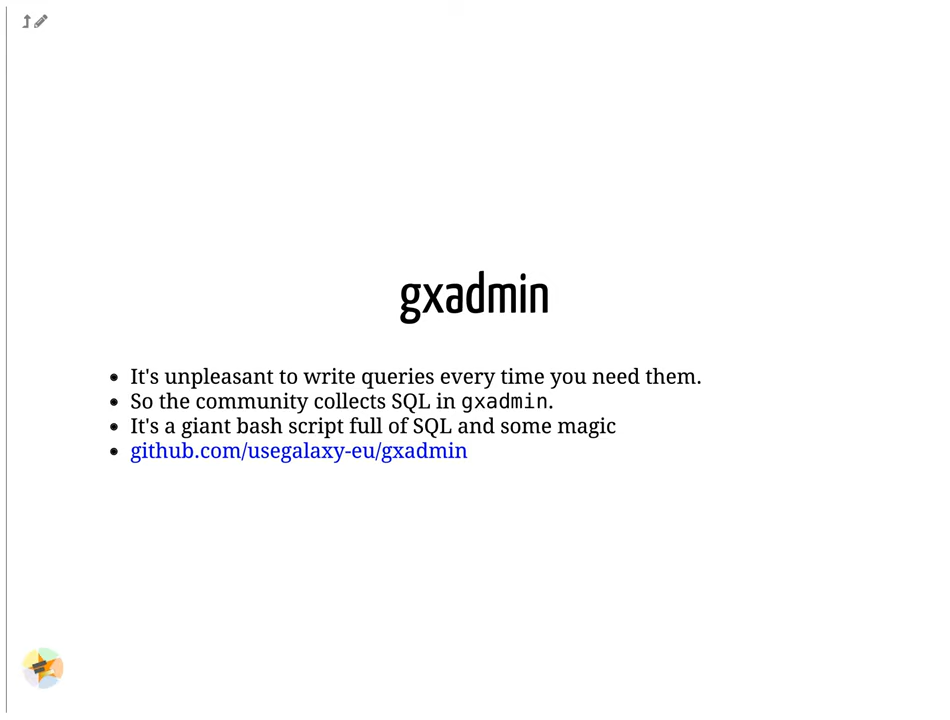 gxadmin
It's unpleasant to write queries every time you need them.
So the community collects SQL in gxadmin.
It's a giant bash script full of SQL and some magic
github.com/usegalaxy-eu/gxadmin